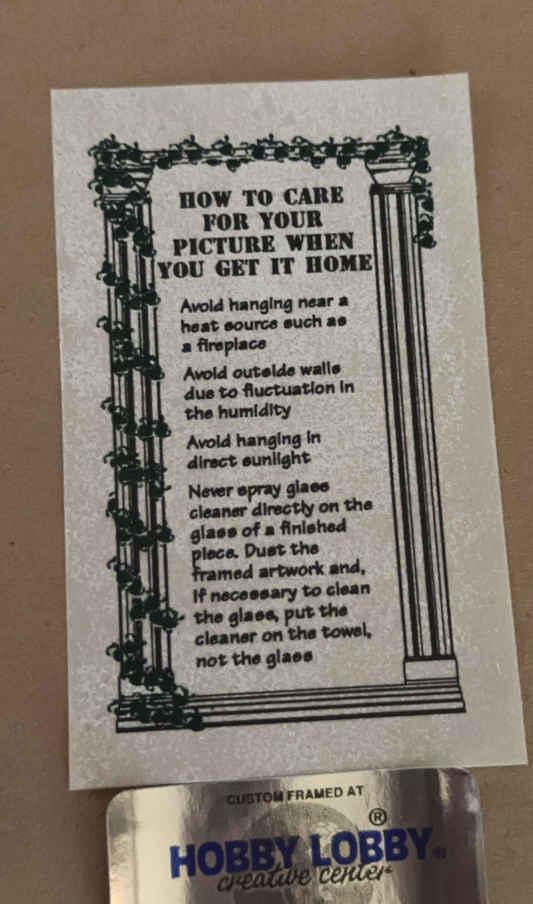 HOW TO CARE
FOR YOUR
PICTURE WHEN
YOU GET IT HOME
Avoid hanging near a
heat source such as
a fireplace
Avoid outside walls
due to fluctuation in
the humidity
Avoid hanging in
direct sunlight
Never spray glass
cleaner directly on the
glass of a finished
piece. Dust the
framed artwork and,
if necessary to clean
the glass, put the
cleaner on the towel,
not the glass
CUSTOM FRAMED AT
HOBBY LOBBY®
creative center